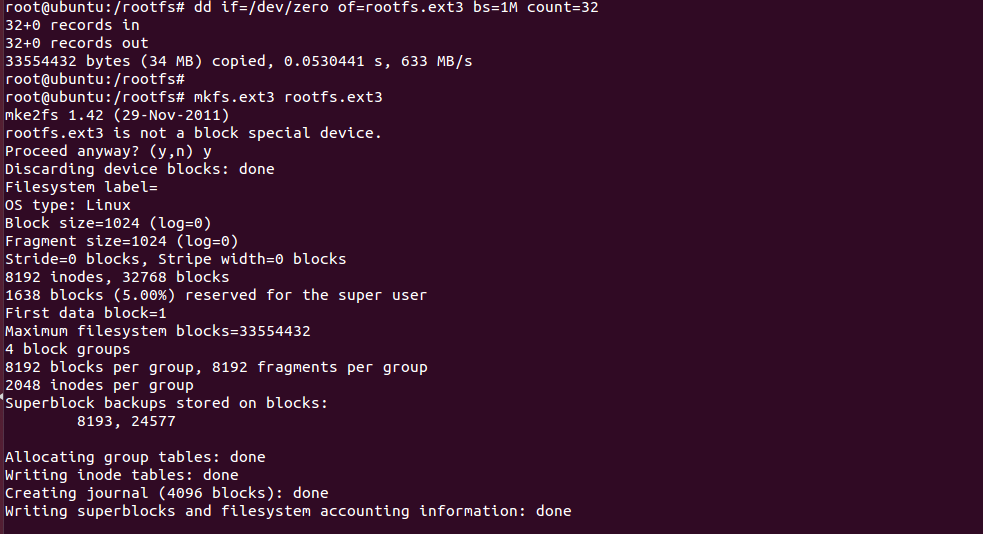 root@ubuntu:/rootfs# dd if=/dev/zero of=rootfs.ext3 bs=1M count=32
32+0 records in
32+0 records out
33554432 bytes (34 MB) copied, 0.0530441 s, 633 MB/s
root@ubuntu:/rootfs#
root@ubuntu:/rootfs# mkfs.ext3 rootfs.ext3
mke2fs 1.42 (29-Nov-2011)
rootfs.ext3 is not a block special device.
Proceed anyway? (y,n) y
Discarding device blocks: done
Filesystem label=
OS type: Linux
Block size=1024 (log=0)
Fragment size=1024 (log=0)
Stride=0 blocks, Stripe width=0 blocks
8192 inodes, 32768 blocks
1638 blocks (5.00%) reserved for the super user
First data block=1
Maximum filesystem blocks=33554432
4 block groups
8192 blocks per group, 8192 fragments per group
2048 inodes per group
Superblock backups stored on blocks:
        8193, 24577

Allocating group tables: done
Writing inode tables: done
Creating journal (4096 blocks): done
Writing superblocks and filesystem accounting information: done